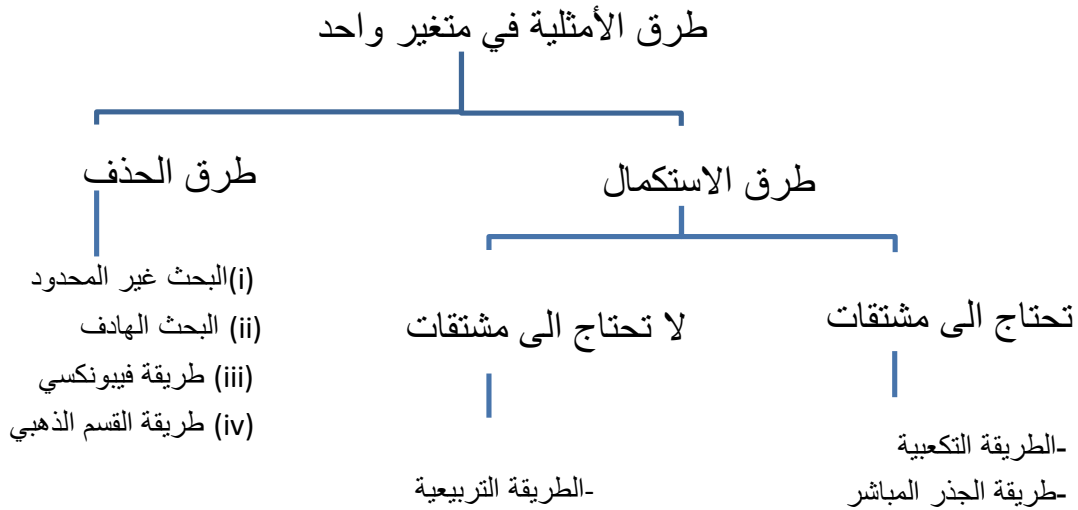 طرق الأمثلية في متغير واحد
طرق الاستكمال
طرق الحذف
تحتاج الى مشتقات
-الطريقة التكعبية
-طريقة الجذر المباشر
لا تحتاج الى مشتقات
-الطريقة التربيعية
(i)البحث غير المحدود
(ii) البحث الهادف
(iii) طريقة فيبونكسي
(iv) طريقة القسم الذهبي